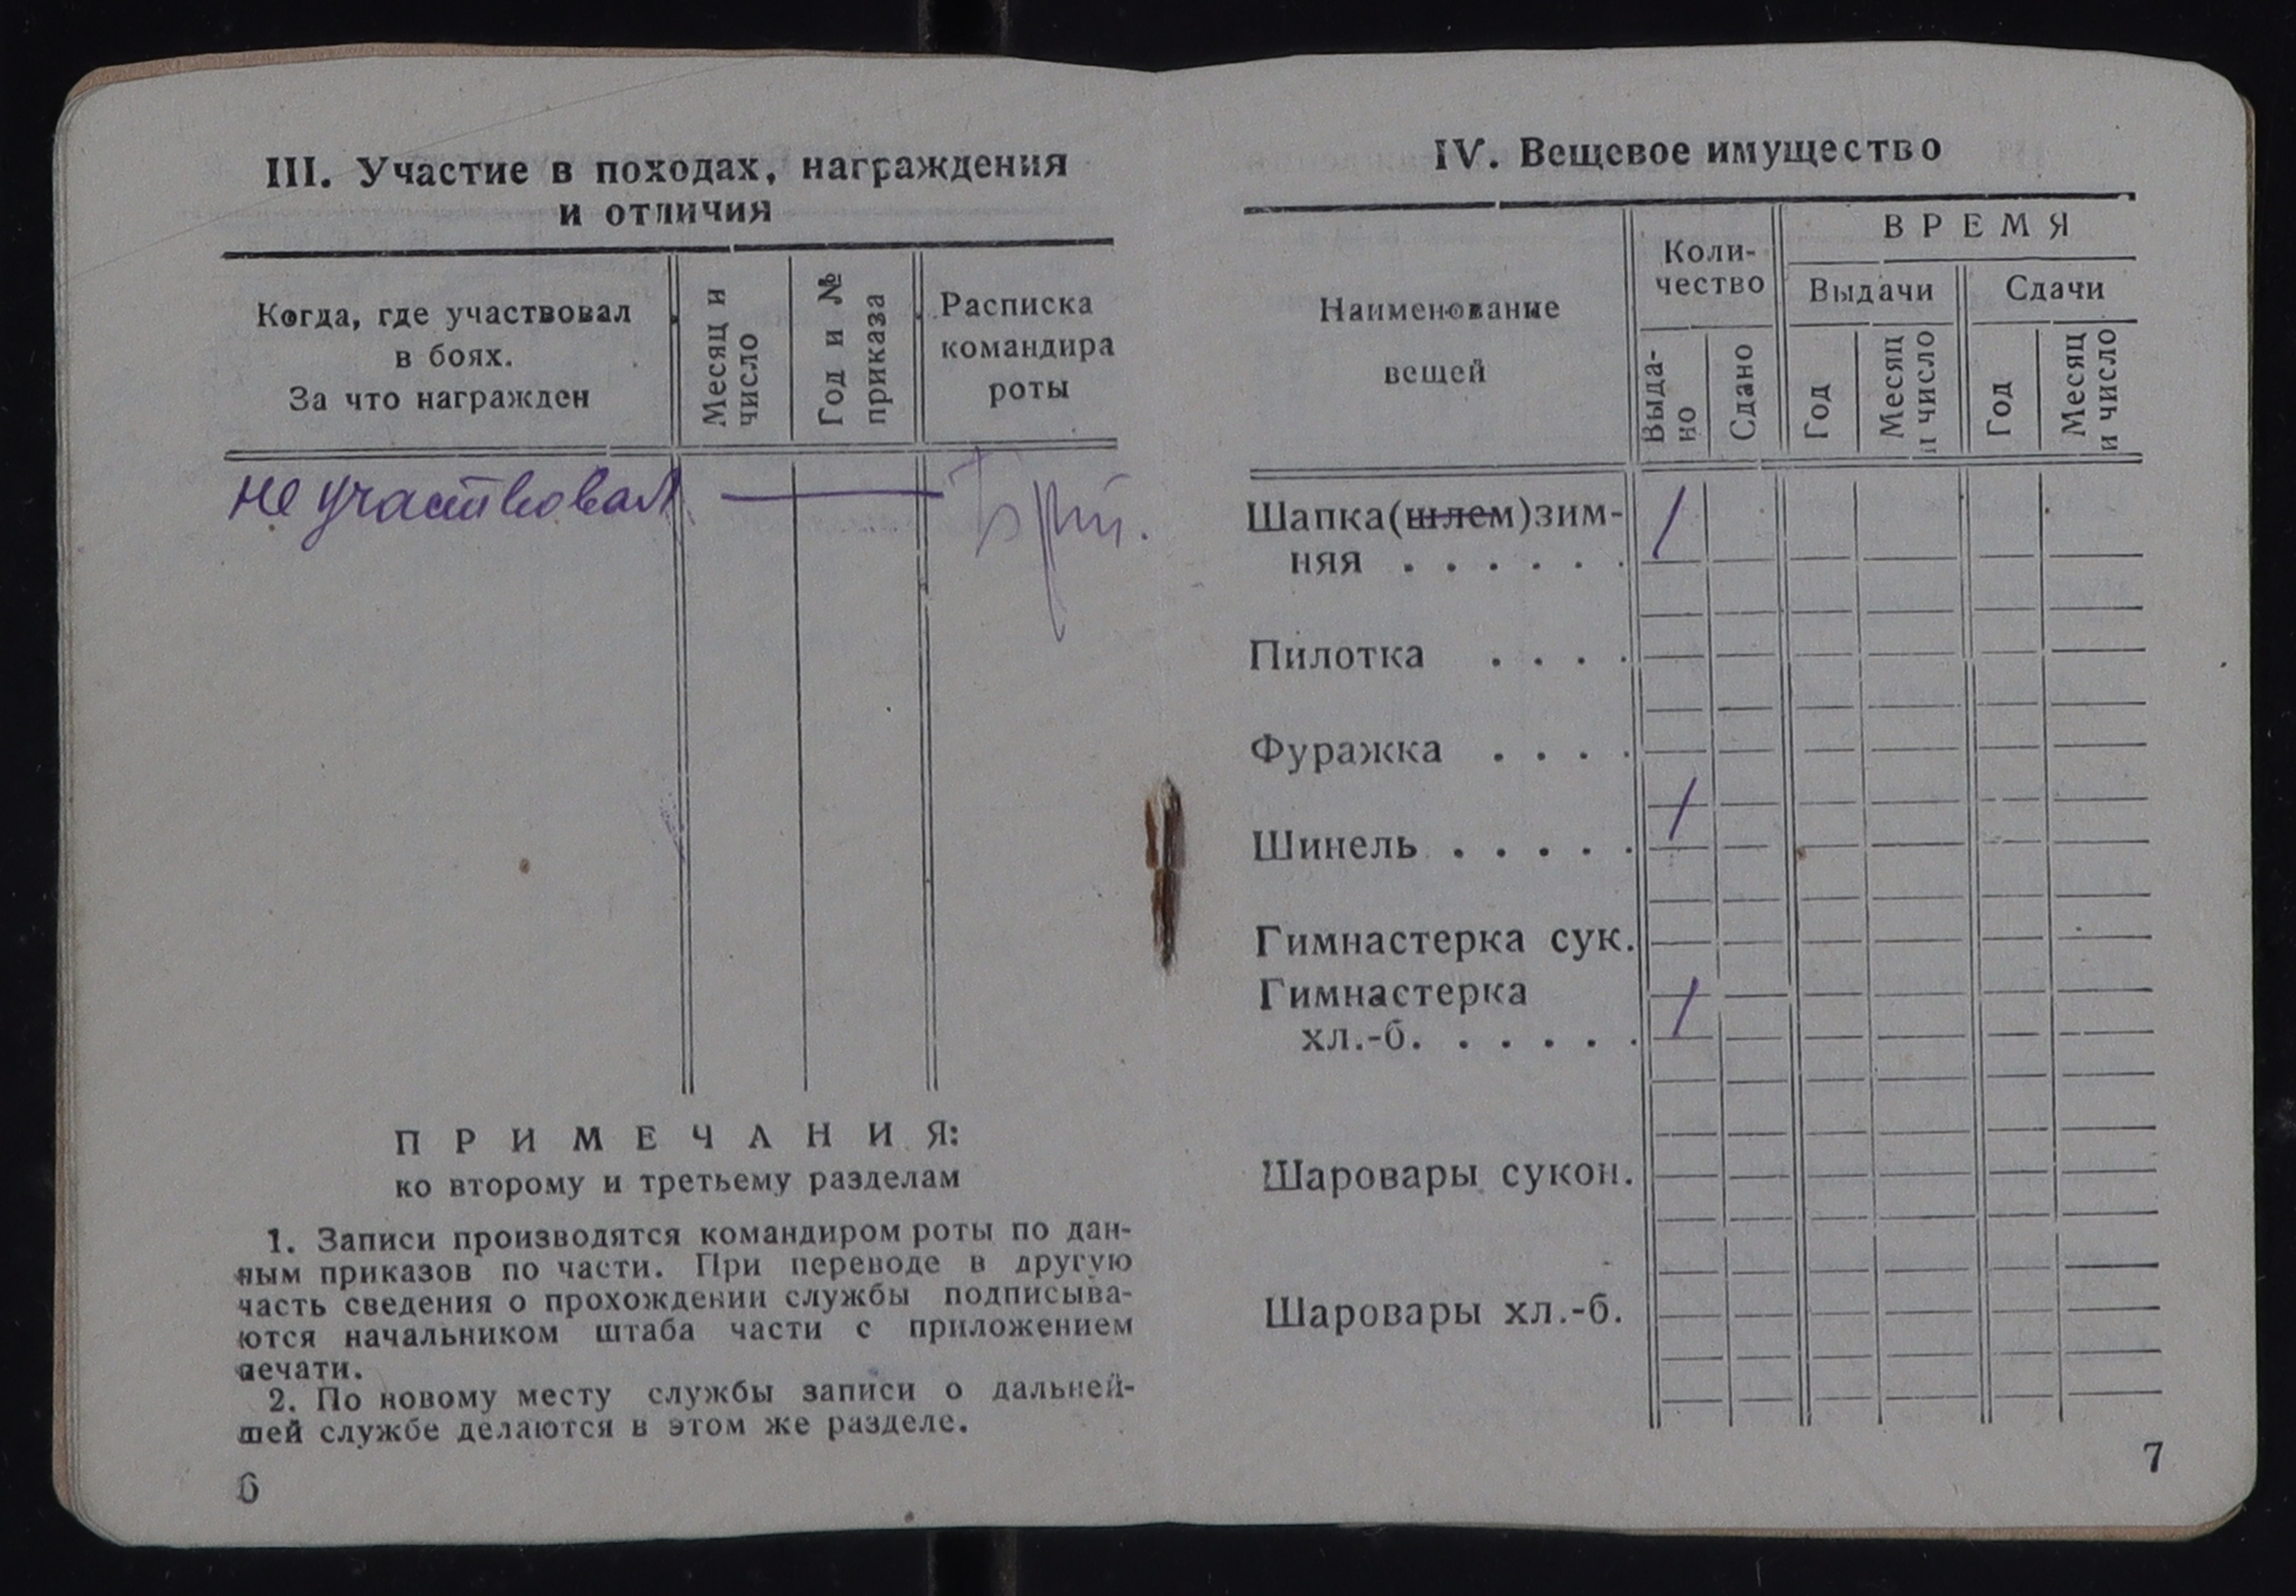 III. Участие в походах, награждения
и отличия
Когда, где участвовал
в боях.
За что награжден
Месяц и
число
Год и №
приказа
Расписка
командира
роты
не участвовал —
П Р И М Е Ч А Н И Я:
ко второму и третьему разделам
1. Записи производятся командиром роты по дан-
ным приказов по части. При переводе в другую
часть сведения о прохождении службы подписыва-
ются начальником штаба части с приложением
печати.
2. По новому месту службы записи о дальней-
шей службе делаются в этом же разделе.
6
IV. Вещевое имущество
Наименование
вещей
Коли-
чество
В Р Е М Я
Выдачи
Сдачи
Выда-
но
Сдано
Год
Месяц
и число
Год
Месяц
и число
Шапка(шлем)зим-
няя . . . . . . /
Пилотка . . . .
Фуражка . . . .
Шинель . . . . . /
Гимнастерка сук.
Гимнастерка
хл.-б. . . . . . /
Шаровары сукон.
Шаровары хл.-б.
7